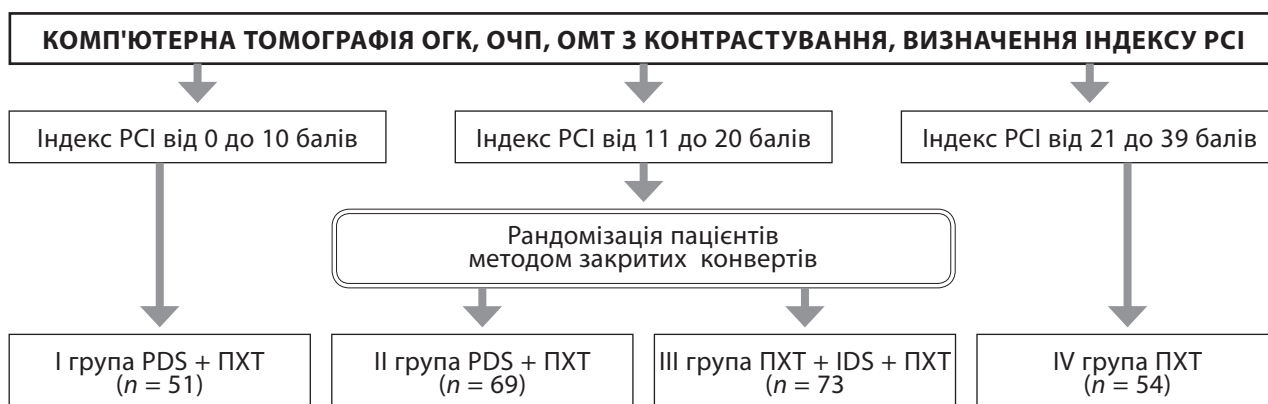 КОМП'ЮТЕРНА ТОМОГРАФІЯ ОГК, ОЧП, ОМТ З КОНТРАСТУВАННЯ, ВИЗНАЧЕННЯ ІНДЕКСУ PCI
Індекс PCI від 0 до 10 балів
Індекс PCI від 11 до 20 балів
Індекс PCI від 21 до 39 балів
Рандомізація пацієнтів
методом закритих конвертів
I група PDS + ПХТ
(n = 51)
II група PDS + ПХТ
(n = 69)
III група ПХТ + IDS + ПХТ
(n = 73
IV група ПХТ
(n = 54)